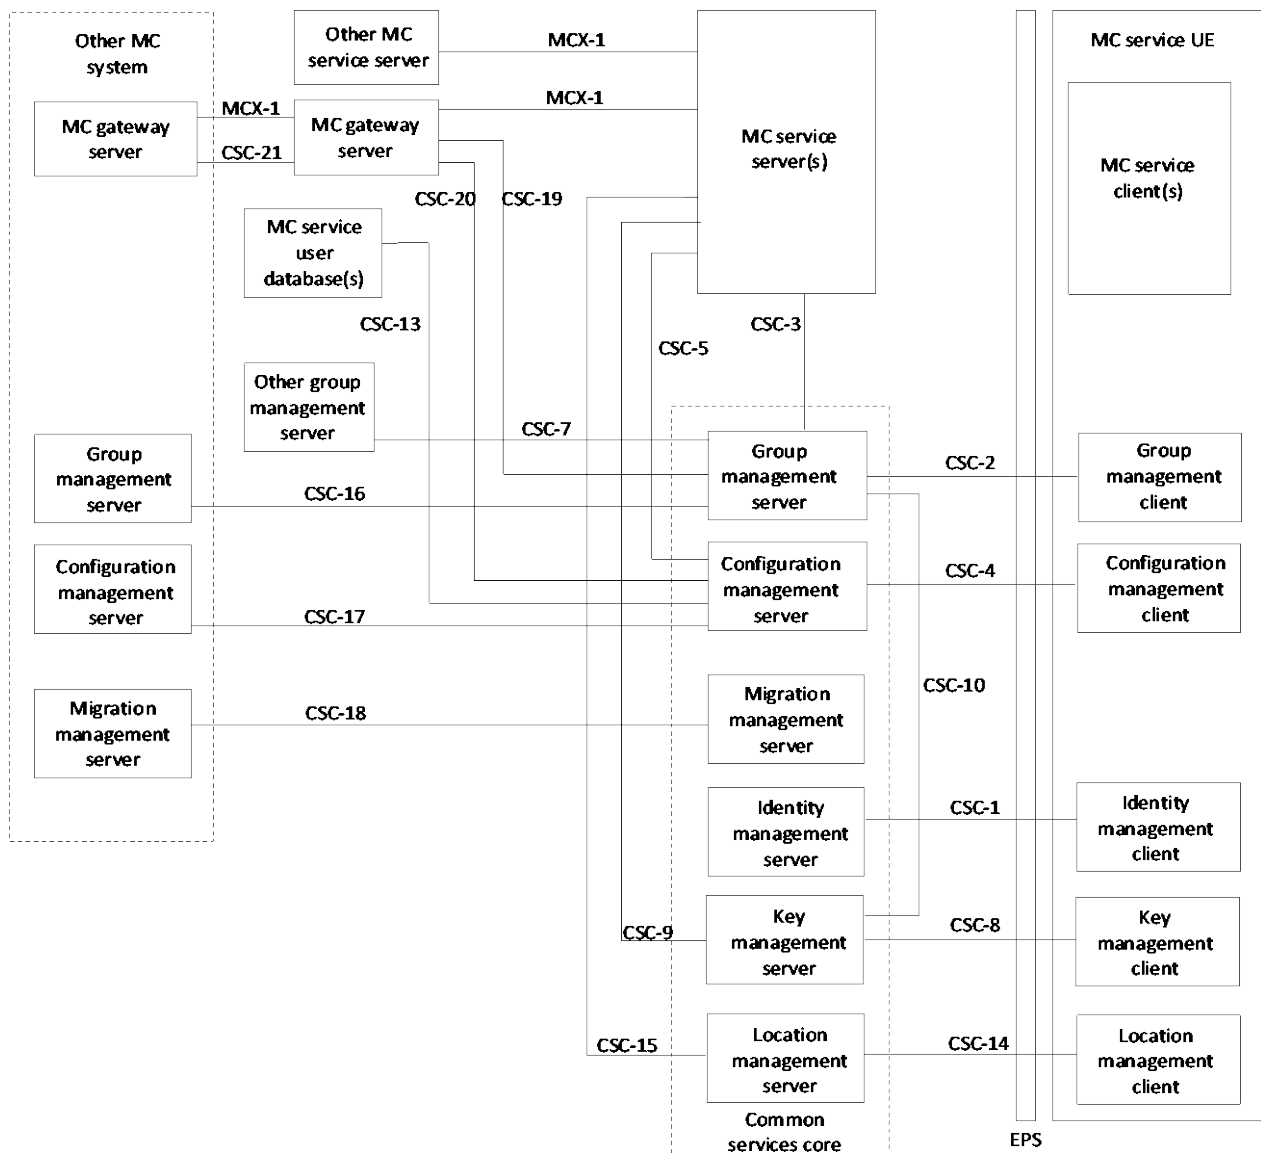 Other MC
system
Other MC
service server
MCX-1
MC service UE
MCX-1
MCX-1
MC gateway
server
MC gateway
server
CSC-21
MC service
server(s)
MC service
client(s)
CSC-20
CSC-19
MC service
user
database(s)
CSC-13
CSC-3
CSC-5
Other group
management
server
CSC-7
Group
management
server
CSC-16
Group
management
server
CSC-2
Group
management
client
Configuration
management
server
CSC-17
Configuration
management
server
CSC-4
Configuration
management
client
CSC-10
Migration
management
server
CSC-18
Migration
management
server
Identity
management
server
CSC-1
Identity
management
client
CSC-9
Key
management
server
CSC-8
Key
management
client
CSC-15
Location
management
server
CSC-14
Location
management
client
Common
services core
EPS